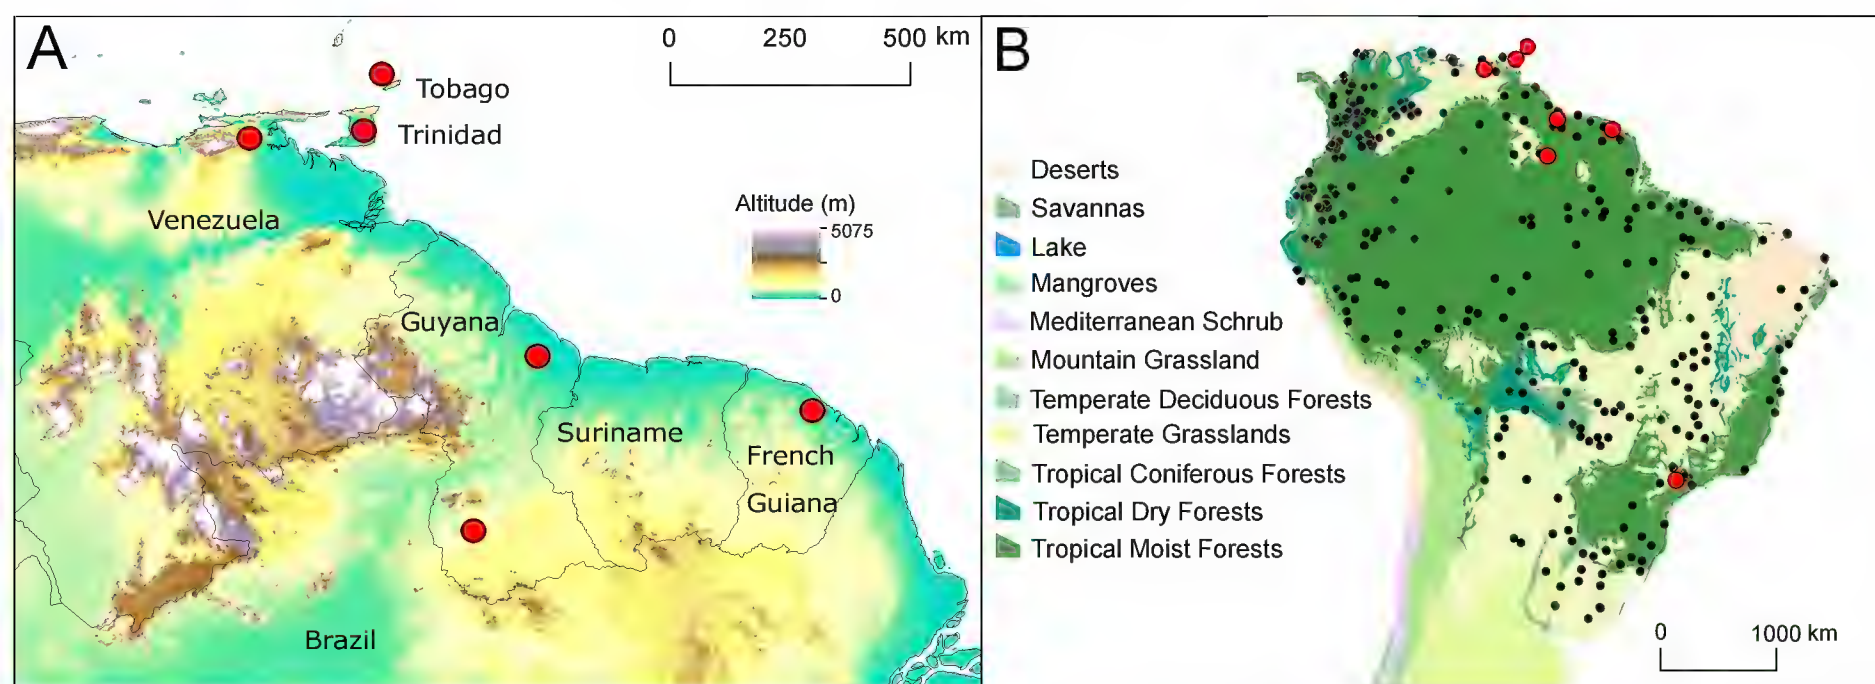 A
0 250 500 km
Tobago
Trinidad
Venezuela
Altitude (m)
5075
0
Guyana
Suriname
French
Guiana
Brazil
B
Deserts
Savannas
Lake
Mangroves
Mediterranean Schrub
Mountain Grassland
Temperate Deciduous Forests
Temperate Grasslands
Tropical Coniferous Forests
Tropical Dry Forests
Tropical Moist Forests
0 1000 km